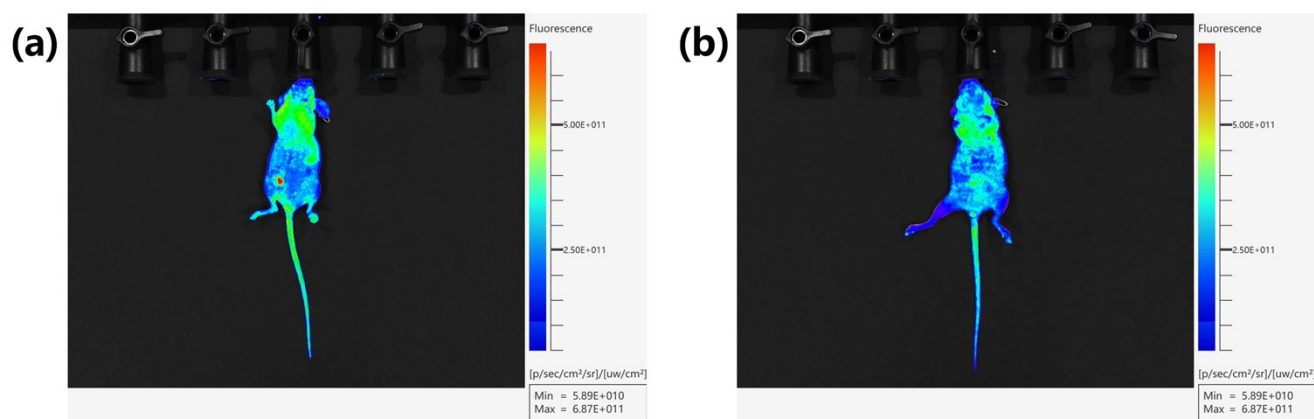 (a)
Fluorescence
5.00E+011
2.50E+011
[p/sec/cm²/sr]/[uw/cm²]
Min = 5.89E+010
Max = 6.87E+011
(b)
Fluorescence
5.00E+011
2.50E+011
[p/sec/cm²/sr]/[uw/cm²]
Min = 5.89E+010
Max = 6.87E+011